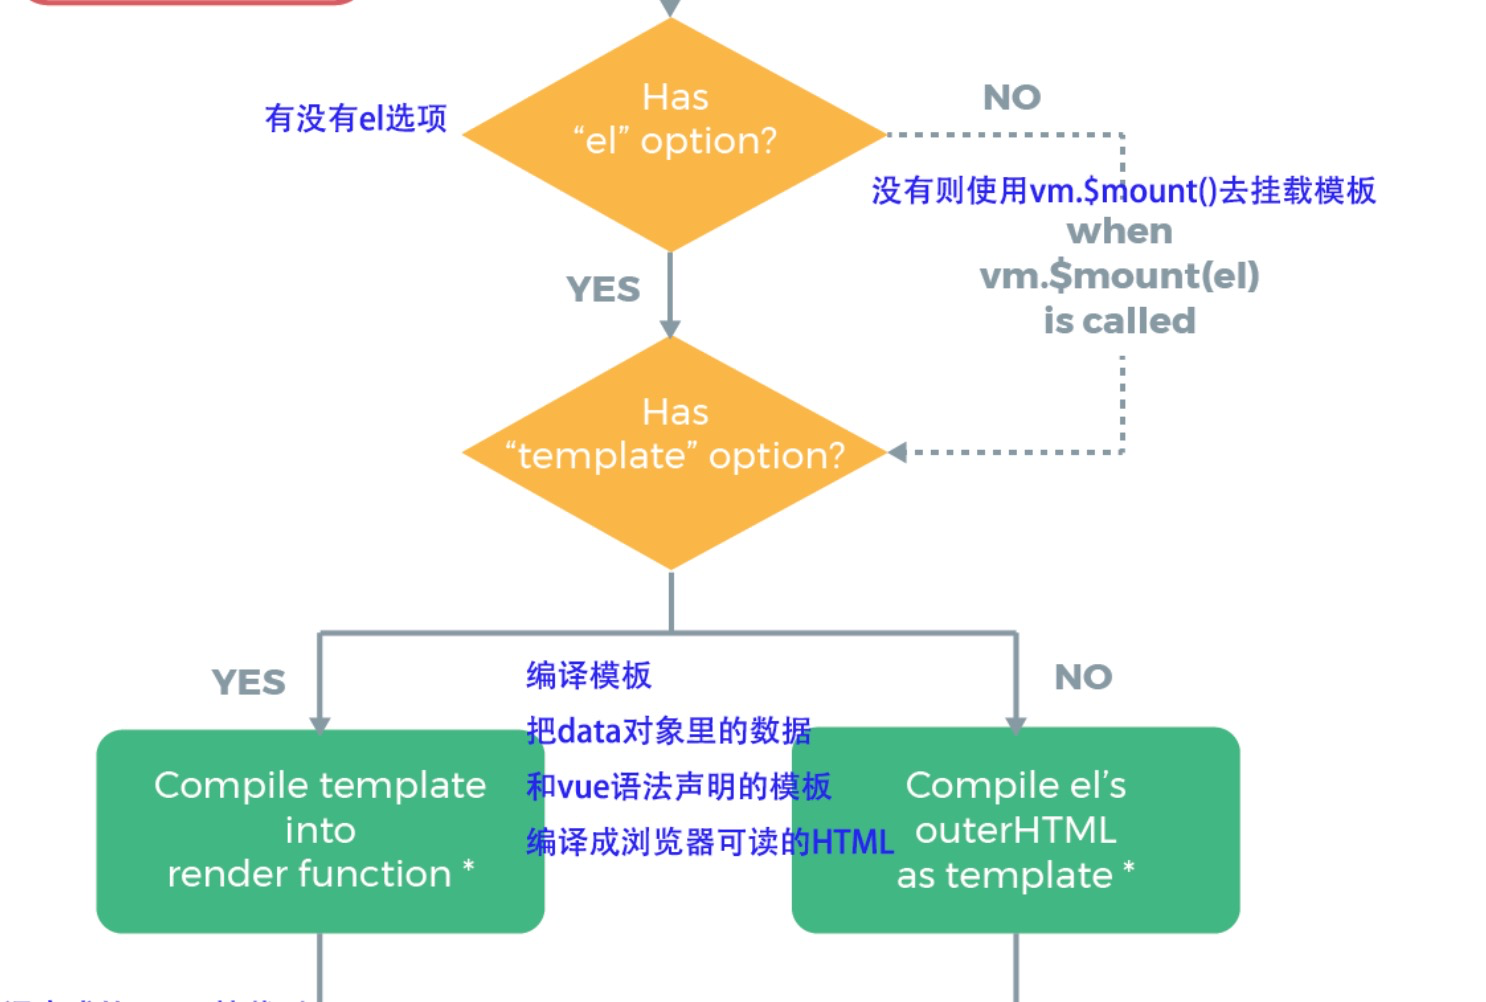 Has
“el” option?
有没有el选项
NO
没有则使用vm.$mount()去挂载模板
when
vm.$mount(el)
is called
YES
Has
“template” option?
YES
NO
编译模板
把data对象里的数据
和vue语法声明的模板
编译成浏览器可读的HTML
Compile template
into
render function *
Compile el’s
outerHTML
as template *